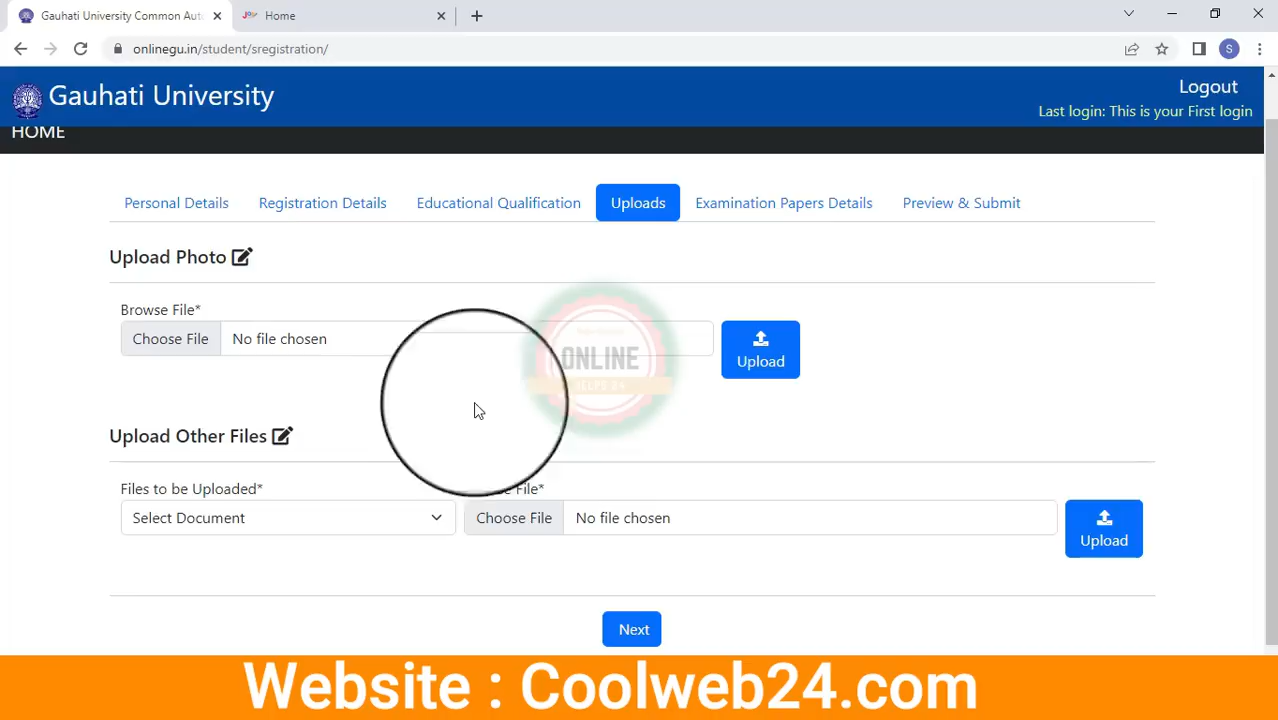 Gauhati University Common Aut
Home
onlinegu.in/student/sregistration/
S
Gauhati University
Logout
Last login: This is your First login
HOME
Personal Details
Registration Details
Educational Qualification
Uploads
Examination Papers Details
Preview & Submit
Upload Photo
Browse File*
Choose File
No file chosen
Upload
ONLINE
HELPS 24
Upload Other Files
Files to be Uploaded*
File*
Select Document
Choose File
No file chosen
Upload
Next
Website : Coolweb24.com